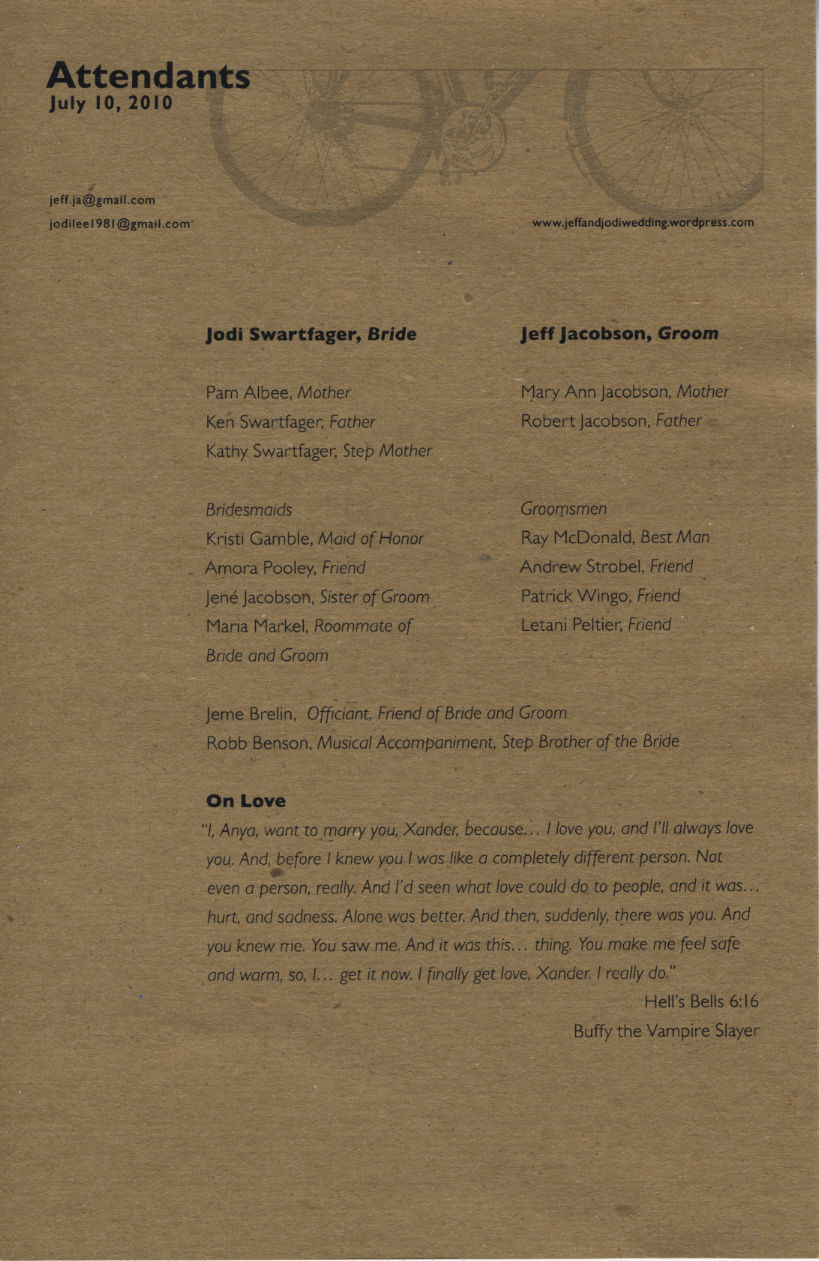 Attendants
July 10, 2010
jeff.ja@gmail.com
jodilee1981@gmail.com
www.jeffandjodiwedding.wordpress.com
Jodi Swartfager, Bride
Pam Albee, Mother
Ken Swartfager, Father
Kathy Swartfager, Step Mother
Bridesmaids
Kristi Gamble, Maid of Honor
Amora Pooley, Friend
Jené Jacobson, Sister of Groom
Maria Markel, Roommate of
Bride and Groom
Jeff Jacobson, Groom
Mary Ann Jacobson, Mother
Robert Jacobson, Father
Groomsmen
Ray McDonald, Best Man
Andrew Strobel, Friend
Patrick Wingo, Friend
Letani Peltier, Friend
Jeme Brelin, Officiant, Friend of Bride and Groom
Robb Benson, Musical Accompaniment, Step Brother of the Bride
On Love
"I, Anya, want to marry you, Xander, because... I love you, and I'll always love
you. And, before I knew you I was like a completely different person. Not
even a person, really. And I'd seen what love could do to people, and it was...
hurt, and sadness. Alone was better. And then, suddenly, there was you. And
you knew me. You saw me. And it was this... thing. You make me feel safe
and warm, so, I... get it now. I finally get love, Xander. I really do."
Hell's Bells 6:16
Buffy the Vampire Slayer